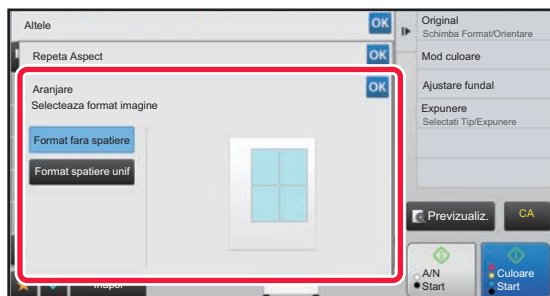 Altele
OK
Repeta Aspect
OK
Aranjare
OK
Selecteaza format imagine
Format fara spatiere
Format spatiere unif
Inapoi
Original
Schimba Format/Orientare
Mod culoare
Ajustare fundal
Expunere
Selectati Tip/Expunere
Previzualiz.
CA
A/N
Start
Culoare
Start